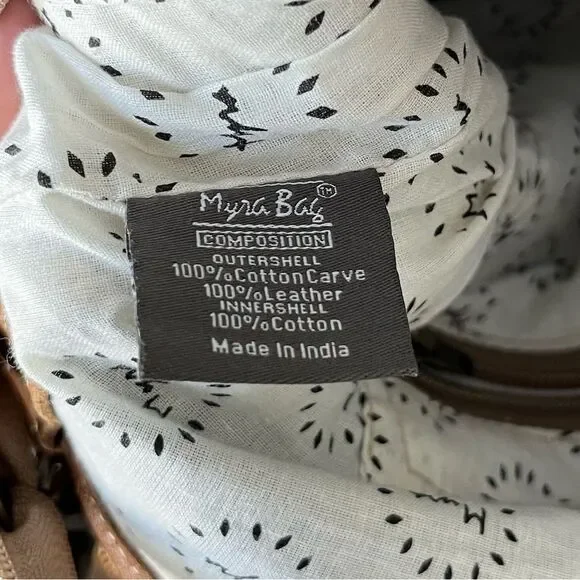 Myra Bag™
COMPOSITION
OUTERSHELL
100%CottonCarve
100%Leather
INNERSHELL
100%Cotton
Made In India